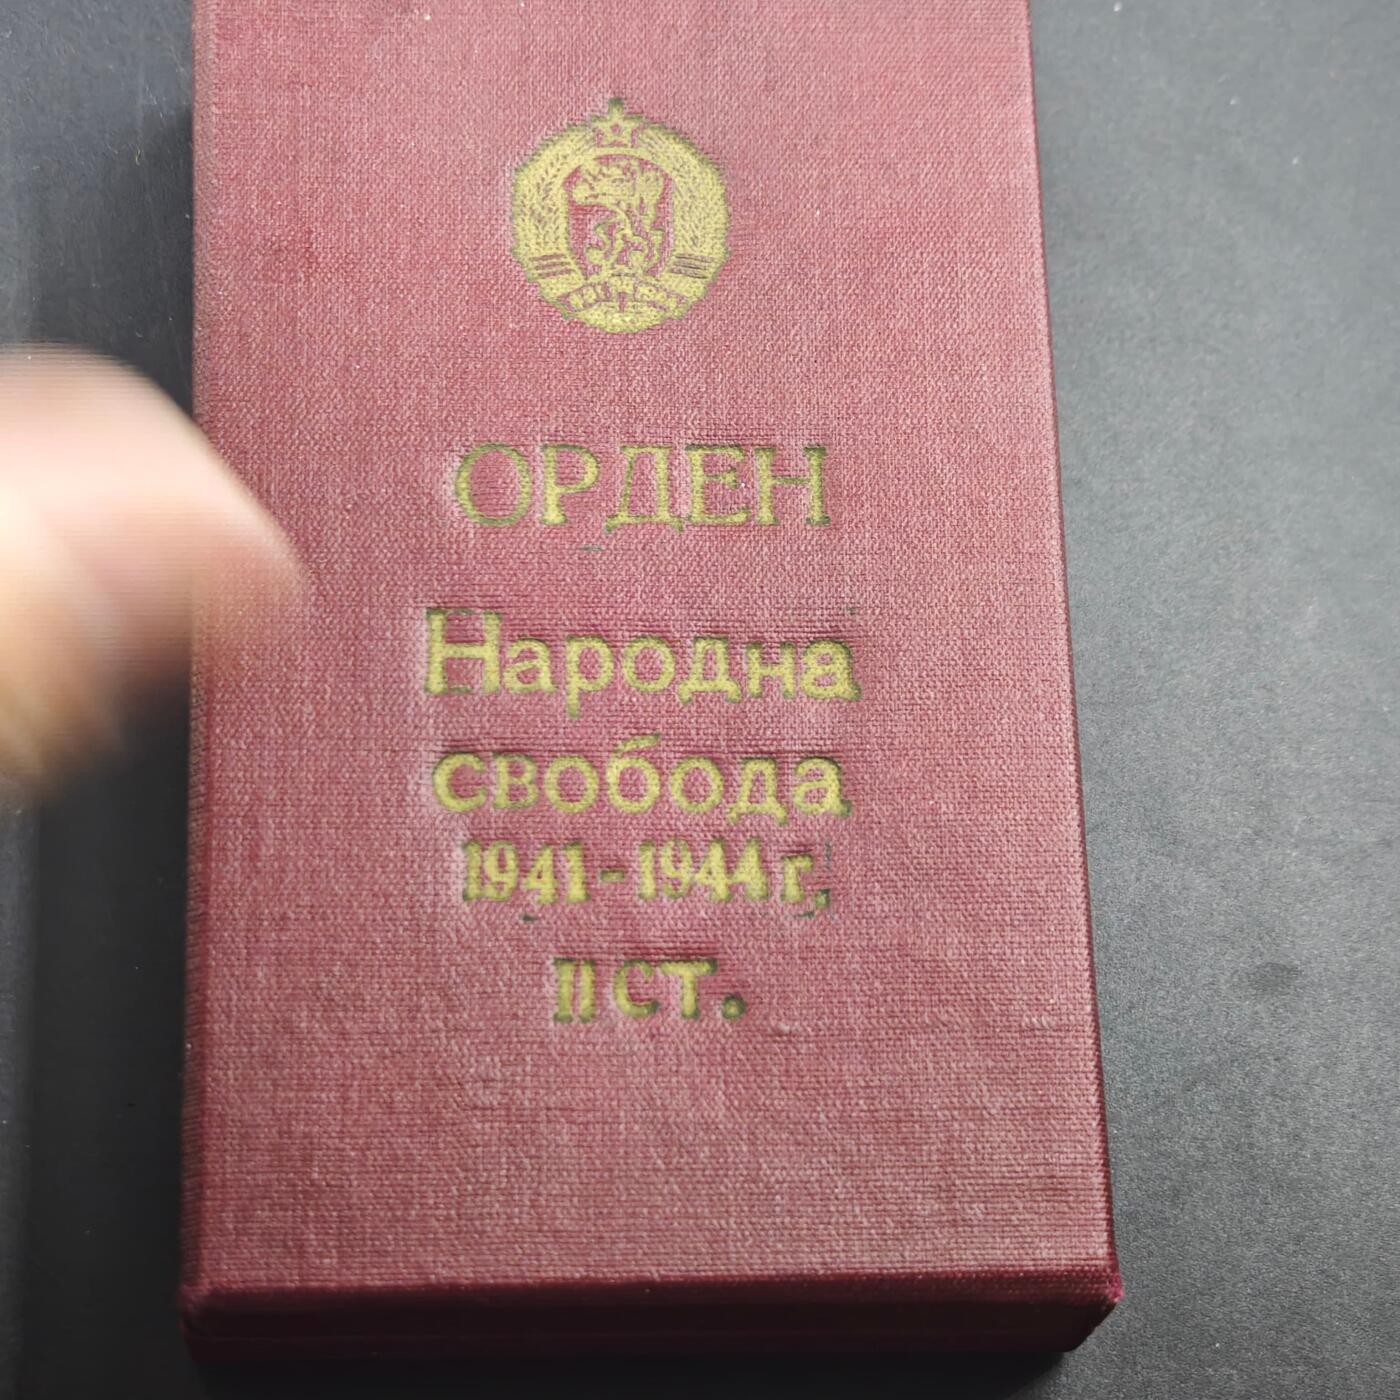 ОРДЕН
Народна
свобода
1941-1944 г.
II СТ.